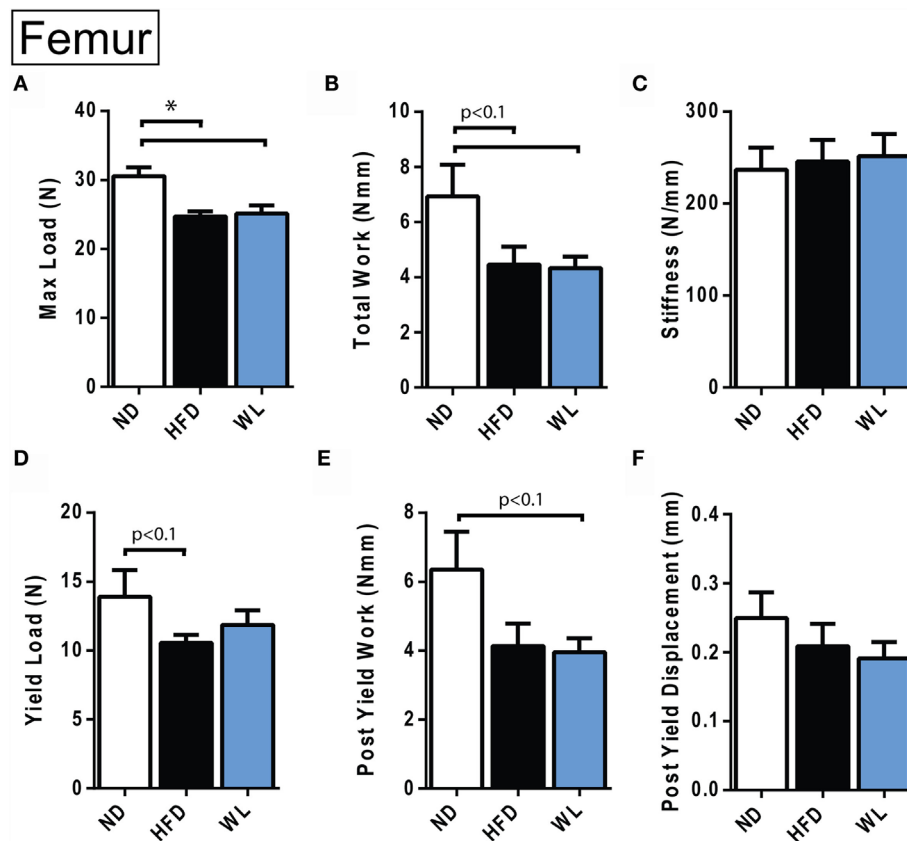 Femur
A
Max Load (N)
40
30
20
10
0
*
ND
HFD
WL
B
Total Work (Nmm)
10
8
6
4
2
0
p<0.1
ND
HFD
WL
C
Stiffness (N/mm)
300
200
100
0
ND
HFD
WL
D
Yield Load (N)
20
15
10
5
0
p<0.1
ND
HFD
WL
E
Post Yield Work (Nmm)
8
6
4
2
0
p<0.1
ND
HFD
WL
F
Post Yield Displacement (mm)
0.4
0.3
0.2
0.1
0.0
ND
HFD
WL